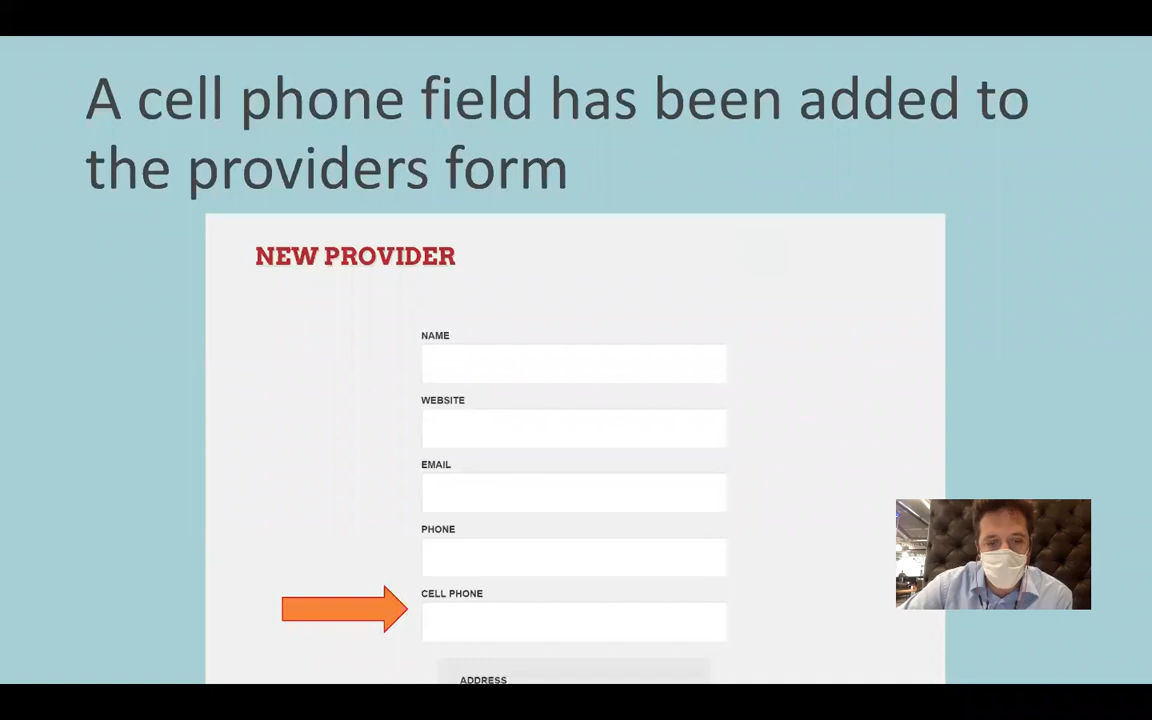 A cell phone field has been added to
the providers form
NEW PROVIDER
NAME
WEBSITE
EMAIL
PHONE
CELL PHONE
ADDRESS